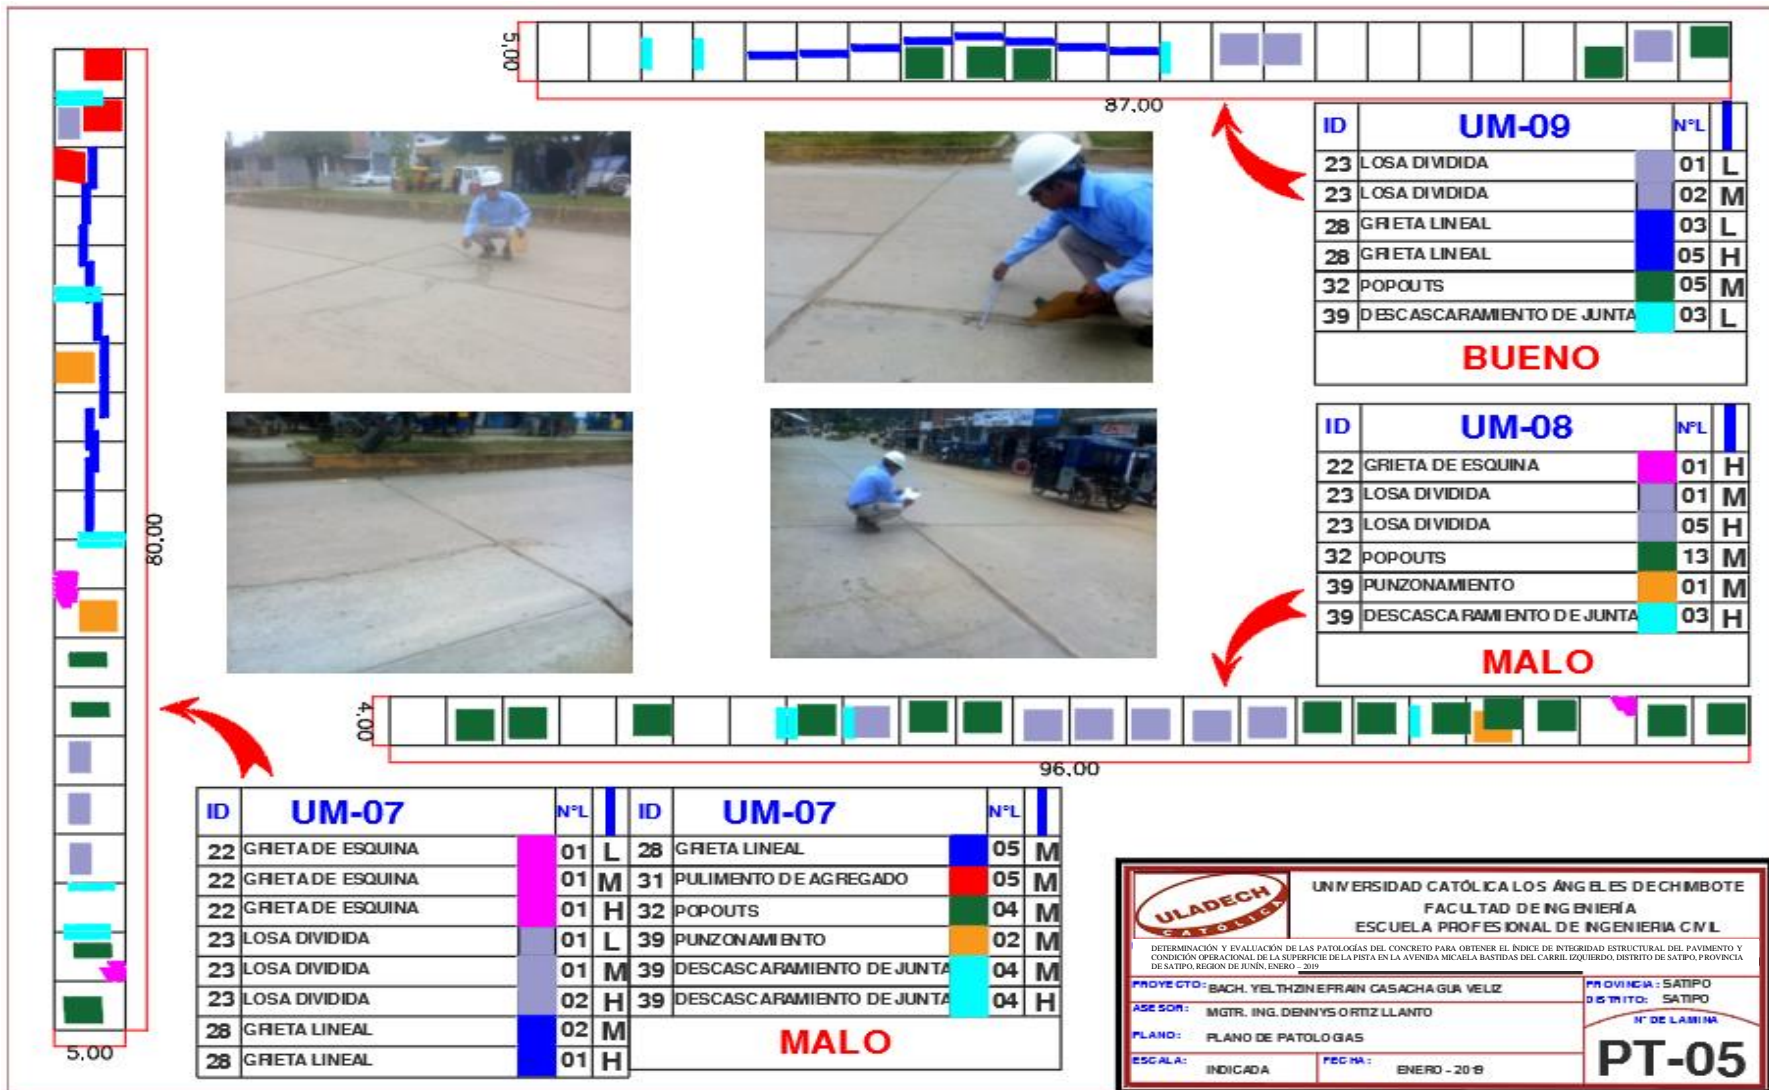 5,00
87,00
ID UM-09 N°L
23 LOSA DIVIDIDA 01 L
23 LOSA DIVIDIDA 02 M
28 GRIETA LINEAL 03 L
28 GRIETA LINEAL 05 H
32 POPOUTS 05 M
39 DESCASCARAMIENTO DE JUNTA 03 L
BUENO
ID UM-08 N°L
22 GRIETA DE ESQUINA 01 H
23 LOSA DIVIDIDA 01 M
23 LOSA DIVIDIDA 05 H
32 POPOUTS 13 M
39 PUNZONAMIENTO 01 M
39 DESCASCARAMIENTO DE JUNTA 03 H
MALO
80,00
5,00
4,00
96,00
ID UM-07 N°L
22 GRIETA DE ESQUINA 01 L
22 GRIETA DE ESQUINA 01 M
22 GRIETA DE ESQUINA 01 H
23 LOSA DIVIDIDA 01 L
23 LOSA DIVIDIDA 01 M
23 LOSA DIVIDIDA 02 H
28 GRIETA LINEAL 02 M
28 GRIETA LINEAL 01 H
ID UM-07 N°L
28 GRIETA LINEAL 05 M
31 PULIMENTO DE AGREGADO 05 M
32 POPOUTS 04 M
39 PUNZONAMIENTO 02 M
39 DESCASCARAMIENTO DE JUNTA 04 M
39 DESCASCARAMIENTO DE JUNTA 04 H
MALO
ULADECH
CATÓLICA
UNIVERSIDAD CATÓLICA LOS ÁNGELES DE CHIMBOTE
FACULTAD DE INGENIERÍA
ESCUELA PROFESIONAL DE INGENIERIA CIVIL
DETERMINACIÓN Y EVALUACIÓN DE LAS PATOLOGÍAS DEL CONCRETO PARA OBTENER EL ÍNDICE DE INTEGRIDAD ESTRUCTURAL DEL PAVIMENTO Y
CONDICIÓN OPERACIONAL DE LA SUPERFICIE DE LA PISTA EN LA AVENIDA MICAELA BASTIDAS DEL CARRIL IZQUIERDO, DISTRITO DE SATIPO, PROVINCIA
DE SATIPO, REGION DE JUNÍN, ENERO – 2019
PROYECTO: BACH. YELTHZIN EFRAIN CASACHAGUA VELIZ
ASESOR: MGTR. ING. DENNYS ORTIZ LLANTO
PLANO: PLANO DE PATOLOGIAS
ESCALA: INDICADA
FECHA: ENERO - 2019
PROVINCIA: SATIPO
DISTRITO: SATIPO
N° DE LAMINA
PT-05